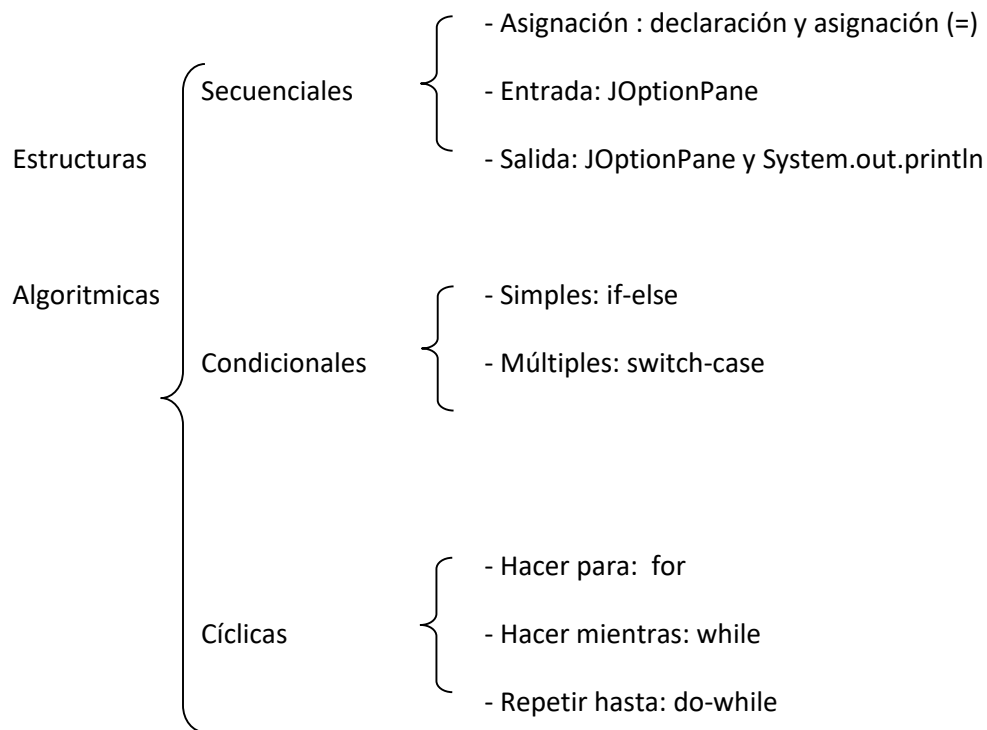 Estructuras
Algoritmicas
Secuenciales
- Asignación : declaración y asignación (=)
- Entrada: JOptionPane
- Salida: JOptionPane y System.out.println
Condicionales
- Simples: if-else
- Múltiples: switch-case
Cíclicas
- Hacer para:  for
- Hacer mientras: while
- Repetir hasta: do-while